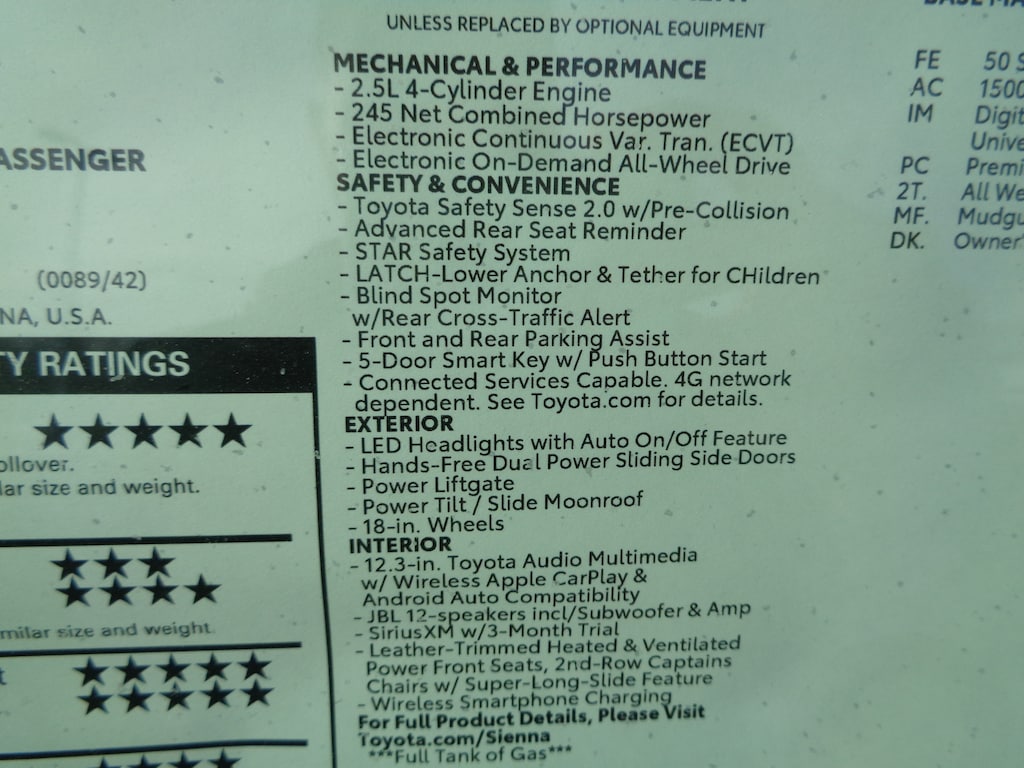 UNLESS REPLACED BY OPTIONAL EQUIPMENT
MECHANICAL & PERFORMANCE
- 2.5L 4-Cylinder Engine
- 245 Net Combined Horsepower
- Electronic Continuous Var. Tran. (ECVT)
- Electronic On-Demand All-Wheel Drive
SAFETY & CONVENIENCE
- Toyota Safety Sense 2.0 w/Pre-Collision
- Advanced Rear Seat Reminder
- STAR Safety System
- LATCH-Lower Anchor & Tether for CHildren
- Blind Spot Monitor
w/Rear Cross-Traffic Alert
- Front and Rear Parking Assist
- 5-Door Smart Key w/ Push Button Start
- Connected Services Capable. 4G network
dependent. See Toyota.com for details.
EXTERIOR
- LED Headlights with Auto On/Off Feature
- Hands-Free Dual Power Sliding Side Doors
- Power Liftgate
- Power Tilt / Slide Moonroof
- 18-in. Wheels
INTERIOR
- 12.3-in. Toyota Audio Multimedia
w/ Wireless Apple CarPlay &
Android Auto Compatibility
- JBL 12-speakers incl/Subwoofer & Amp
- SiriusXM w/3-Month Trial
- Leather-Trimmed Heated & Ventilated
Power Front Seats, 2nd-Row Captains
Chairs w/ Super-Long-Slide Feature
- Wireless Smartphone Charging
For Full Product Details, Please Visit
Toyota.com/Sienna
***Full Tank of Gas***
ASSENGER
(0089/42)
NA, U.S.A.
Y RATINGS
ollover.
lar size and weight.
milar size and weight.
t
FE 50 S
AC 1500
IM Digit
Unive
PC Premi
2T. All We
MF. Mudgu
DK. Owner'